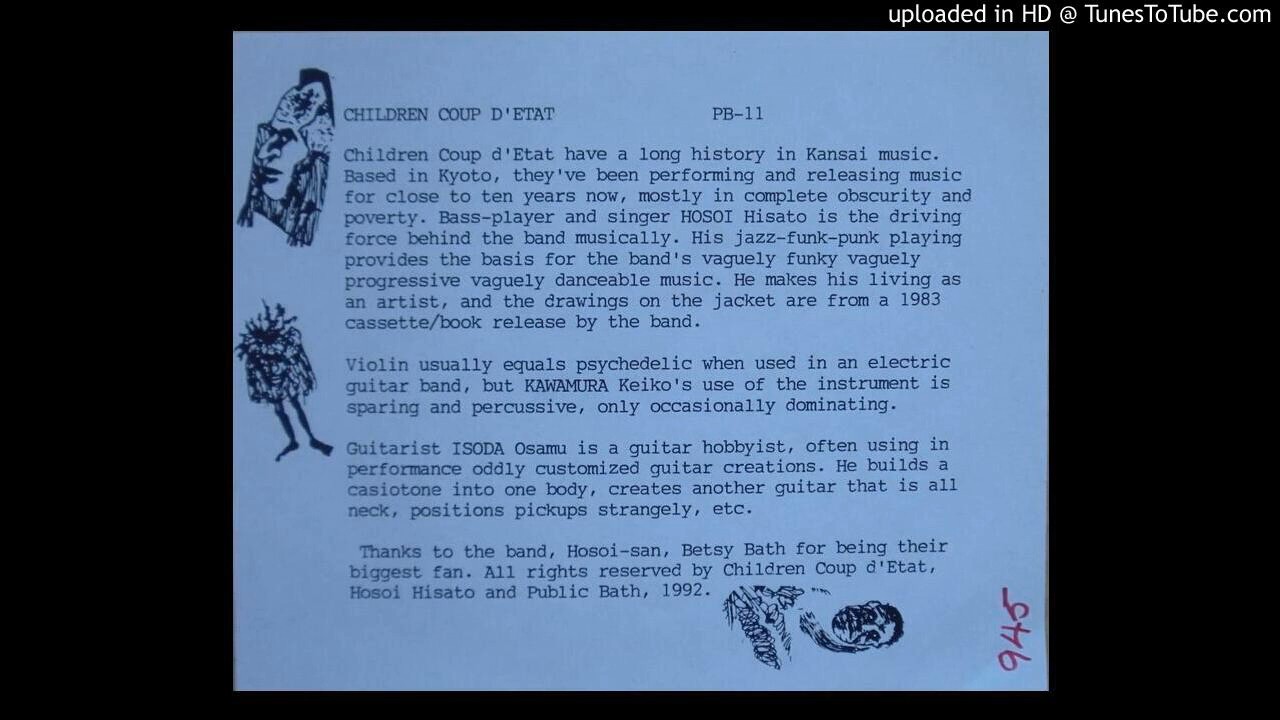 uploaded in HD @ TunesToTube.com
CHILDREN COUP D'ETAT PB-11
Children Coup d'Etat have a long history in Kansai music.
Based in Kyoto, they've been performing and releasing music
for close to ten years now, mostly in complete obscurity and
poverty. Bass-player and singer HOSOI Hisato is the driving
force behind the band musically. His jazz-funk-punk playing
provides the basis for the band's vaguely funky vaguely
progressive vaguely danceable music. He makes his living as
an artist, and the drawings on the jacket are from a 1983
cassette/book release by the band.
Violin usually equals psychedelic when used in an electric
guitar band, but KAWAMURA Keiko's use of the instrument is
sparing and percussive, only occasionally dominating.
Guitarist ISODA Osamu is a guitar hobbyist, often using in
performance oddly customized guitar creations. He builds a
casiotone into one body, creates another guitar that is all
neck, positions pickups strangely, etc.
Thanks to the band, Hosoi-san, Betsy Bath for being their
biggest fan. All rights reserved by Children Coup d'Etat,
Hosoi Hisato and Public Bath, 1992.
945